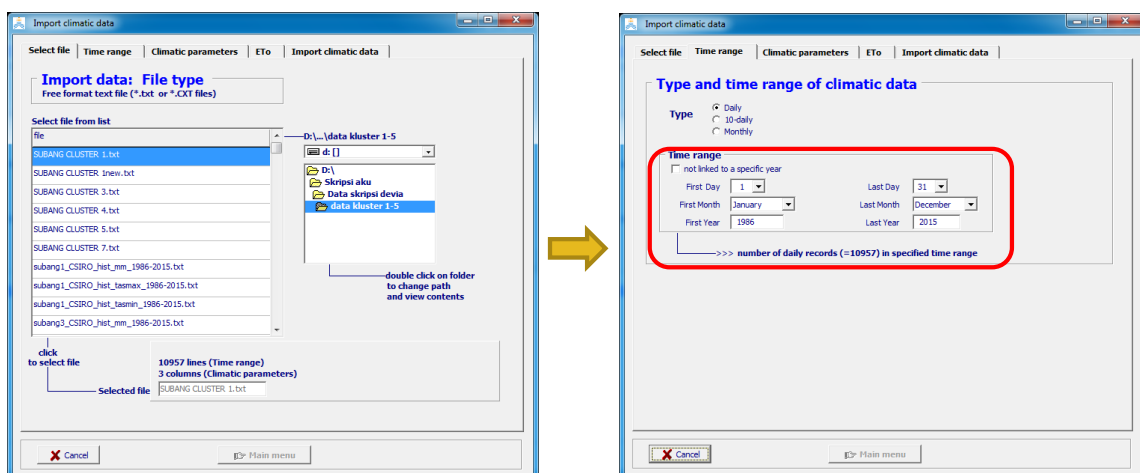 Import climatic data
Select file Time range Climatic parameters ETo Import climatic data
Import data: File type
Free format text file (*.txt or *.CXT files)
Select file from list
file
SUBANG CLUSTER 1.txt
SUBANG CLUSTER 1new.txt
SUBANG CLUSTER 3.txt
SUBANG CLUSTER 4.txt
SUBANG CLUSTER 5.txt
SUBANG CLUSTER 7.txt
subang1_CSIRO_hist_mm_1986-2015.txt
subang1_CSIRO_hist_tasmax_1986-2015.txt
subang1_CSIRO_hist_tasmin_1986-2015.txt
subang3_CSIRO_hist_mm_1986-2015.txt
D:\...\data kluster 1-5
d: []
D:\
Skripsi aku
Data skripsi devia
data kluster 1-5
double click on folder
to change path
and view contents
click
to select file
10957 lines (Time range)
3 columns (Climatic parameters)
Selected file SUBANG CLUSTER 1.txt
Cancel Main menu
Import climatic data
Select file Time range Climatic parameters ETo Import climatic data
Type and time range of climatic data
Type
Daily
10-daily
Monthly
Time range
not linked to a specific year
First Day 1 Last Day 31
First Month January Last Month December
First Year 1986 Last Year 2015
>>> number of daily records (=10957) in specified time range
Cancel Main menu